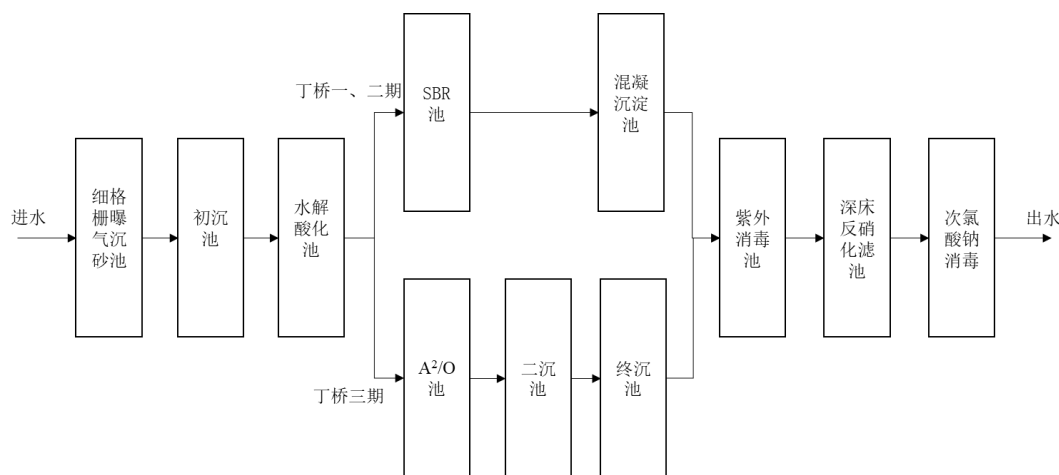 进水
细格
栅曝
气沉
砂池
初沉
池
水解
酸化
池
丁桥一、二期
SBR
池
混凝
沉淀
池
丁桥三期
A²/O
池
二沉
池
终沉
池
紫外
消毒
池
深床
反硝
化滤
池
次氯
酸钠
消毒
出水